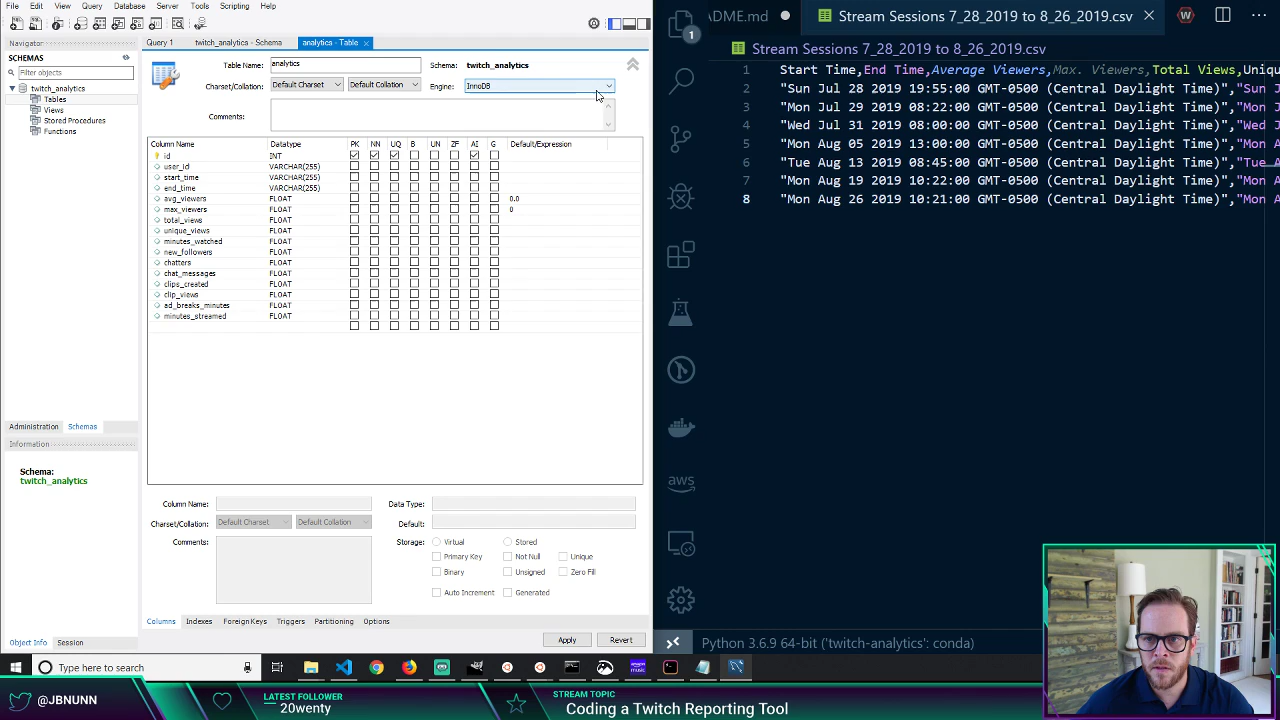 File Edit View Query Database Server Tools Scripting Help
Navigator
SCHEMAS
Filter objects
twitch_analytics
Tables
Views
Stored Procedures
Functions
Administration Schemas
Information
Schema:
twitch_analytics
Object Info Session
Query 1 twitch_analytics - Schema analytics - Table
Table Name: analytics Schema: twitch_analytics
Charset/Collation: Default Charset Default Collation Engine: InnoDB
Comments:
Column Name Datatype PK NN UQ B UN ZF AI G Default/Expression
id INT
user_id VARCHAR(255)
start_time VARCHAR(255)
end_time VARCHAR(255)
avg_viewers FLOAT 0.0
max_viewers FLOAT 0
total_views FLOAT
unique_views FLOAT
minutes_watched FLOAT
new_followers FLOAT
chatters FLOAT
chat_messages FLOAT
clips_created FLOAT
clip_views FLOAT
ad_breaks_minutes FLOAT
minutes_streamed FLOAT
Column Name: Data Type:
Charset/Collation: Default Charset Default Collation Default:
Comments: Storage: Virtual Stored
Primary Key Not Null Unique
Binary Unsigned Zero Fill
Auto Increment Generated
Columns Indexes Foreign Keys Triggers Partitioning Options
Apply Revert
DME.md Stream Sessions 7_28_2019 to 8_26_2019.csv
Stream Sessions 7_28_2019 to 8_26_2019.csv
1 Start Time,End Time,Average Viewers,Max. Viewers,Total Views,Uniqu
2 "Sun Jul 28 2019 19:55:00 GMT-0500 (Central Daylight Time)","Sun J
3 "Mon Jul 29 2019 08:22:00 GMT-0500 (Central Daylight Time)","Mon J
4 "Wed Jul 31 2019 08:00:00 GMT-0500 (Central Daylight Time)","Wed J
5 "Mon Aug 05 2019 13:00:00 GMT-0500 (Central Daylight Time)","Mon A
6 "Tue Aug 13 2019 08:45:00 GMT-0500 (Central Daylight Time)","Tue A
7 "Mon Aug 19 2019 10:22:00 GMT-0500 (Central Daylight Time)","Mon A
8 "Mon Aug 26 2019 10:21:00 GMT-0500 (Central Daylight Time)","Mon A
1
aws
Python 3.6.9 64-bit ('twitch-analytics': conda)
Type here to search
@JBNUNN
LATEST FOLLOWER
20wenty
STREAM TOPIC
Coding a Twitch Reporting Tool